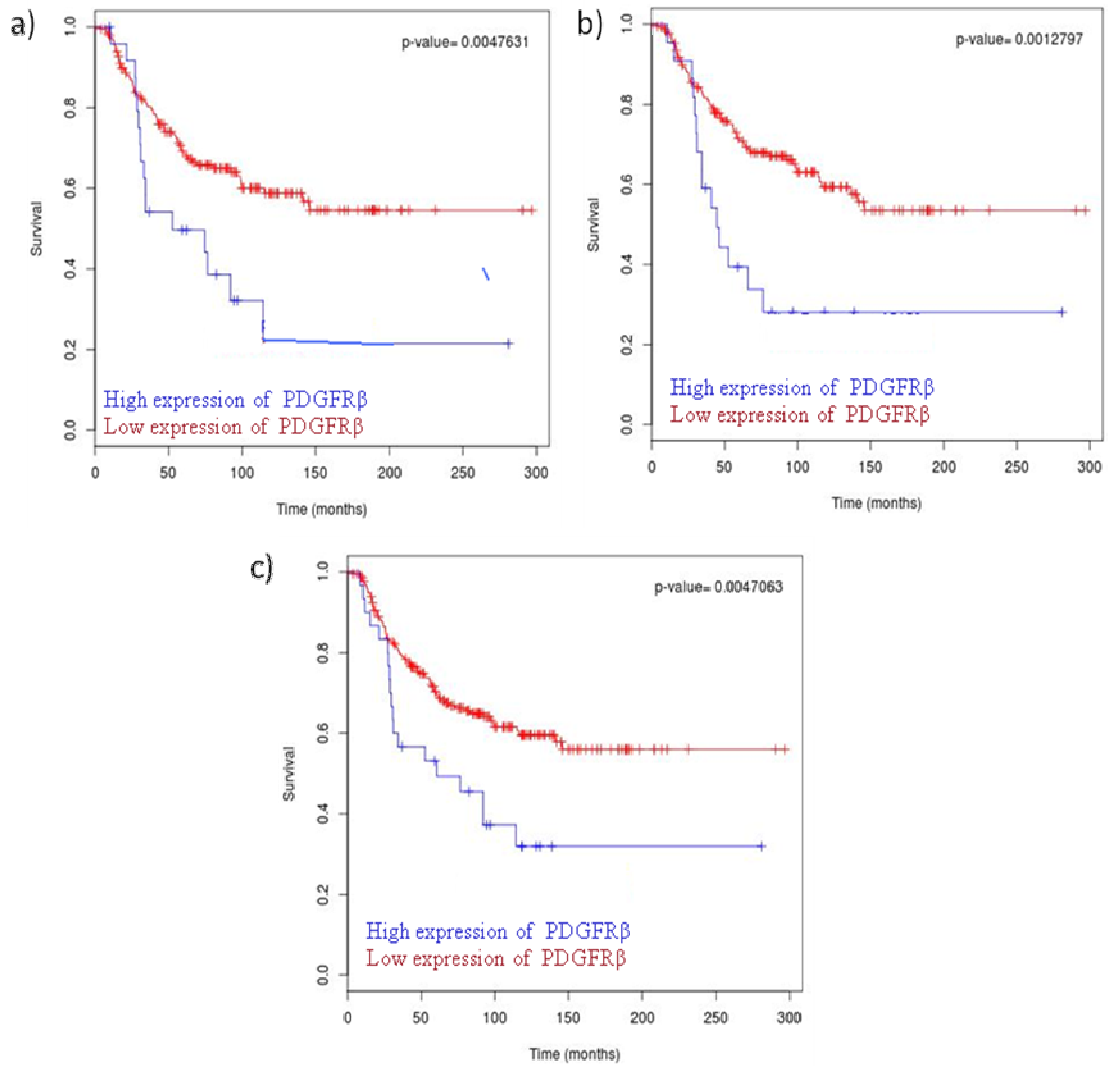 a)
p-value= 0.0047631
Survival
1.0
0.8
0.6
0.4
0.2
0.0
High expression of PDGFRβ
Low expression of PDGFRβ
0 50 100 150 200 250 300
Time (months)
b)
p-value= 0.0012797
Survival
1.0
0.8
0.6
0.4
0.2
0.0
High expression of PDGFRβ
Low expression of PDGFRβ
0 50 100 150 200 250 300
Time (months)
c)
p-value= 0.0047063
Survival
1.0
0.8
0.6
0.4
0.2
0.0
High expression of PDGFRβ
Low expression of PDGFRβ
0 50 100 150 200 250 300
Time (months)